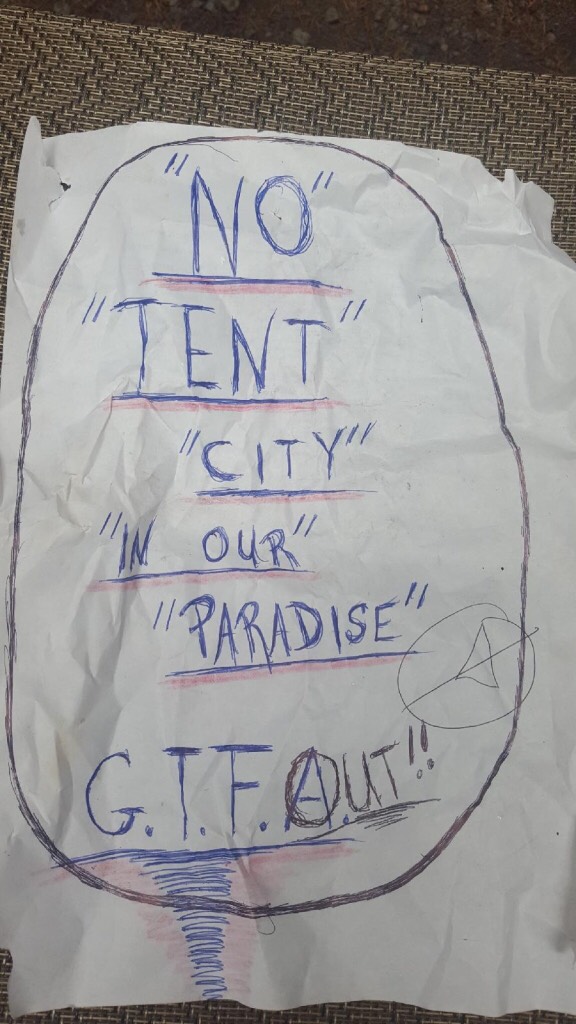 "NO"
"TENT"
"CITY"
"IN OUR"
"PARADISE"
G.T.F.OUT!!